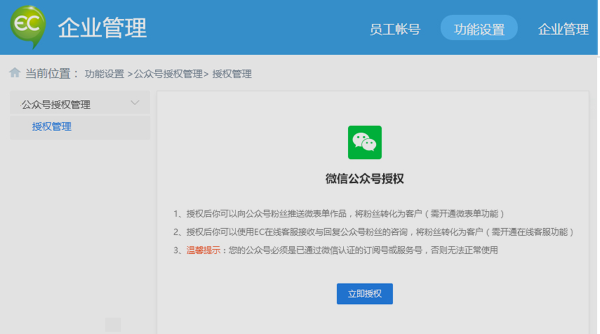 EC 企业管理
员工帐号 功能设置 企业管理
当前位置： 功能设置 >公众号授权管理> 授权管理
公众号授权管理
授权管理
微信公众号授权
1、授权后你可以向公众号粉丝推送微表单作品，将粉丝转化为客户（需开通微表单功能）
2、授权后你可以使用EC在线客服接收与回复公众号粉丝的咨询，将粉丝转化为客户（需开通在线客服功能）
3、温馨提示：您的公众号必须是已通过微信认证的订阅号或服务号，否则无法正常使用
立即授权